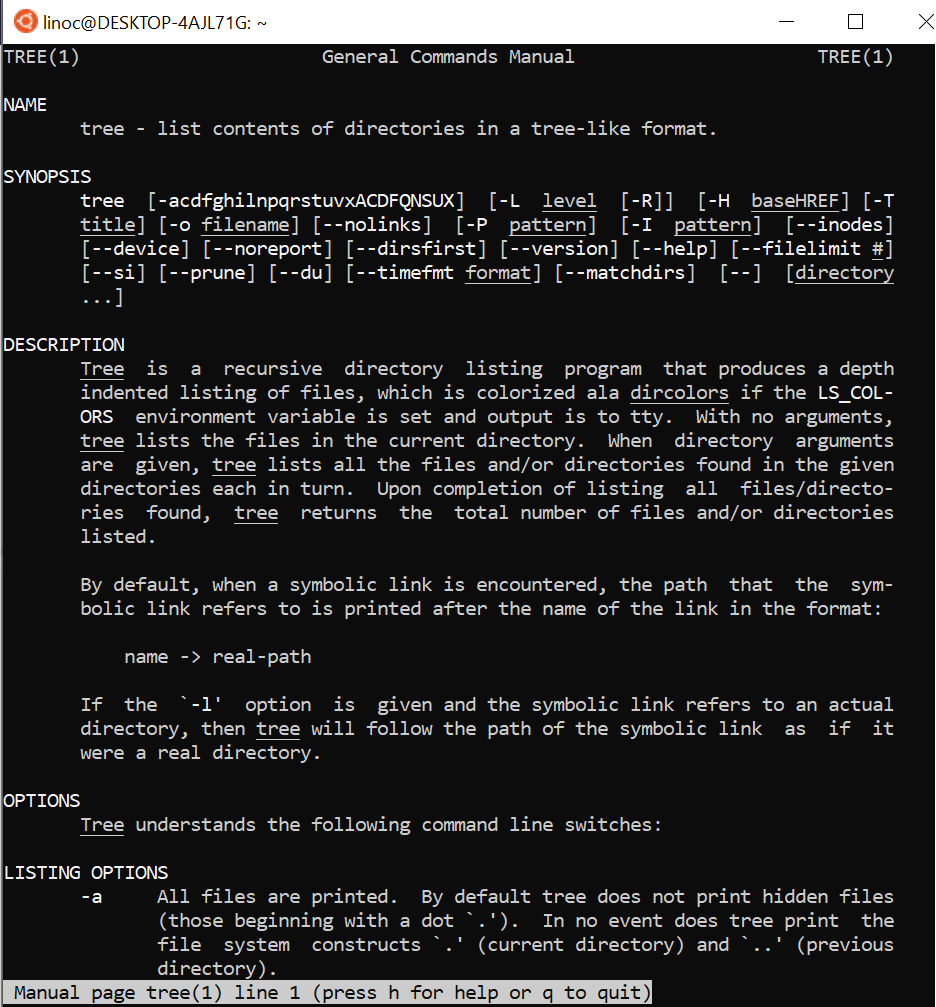 linoc@DESKTOP-4AJL71G: ~
TREE(1) General Commands Manual TREE(1)
NAME
tree - list contents of directories in a tree-like format.
SYNOPSIS
tree [-acdfghilnpqrstuvxACDFQNSUX] [-L level [-R]] [-H baseHREF] [-T
title] [-o filename] [--nolinks] [-P pattern] [-I pattern] [--inodes]
[--device] [--noreport] [--dirsfirst] [--version] [--help] [--filelimit #]
[--si] [--prune] [--du] [--timefmt format] [--matchdirs] [--] [directory
...]
DESCRIPTION
Tree is a recursive directory listing program that produces a depth
indented listing of files, which is colorized ala dircolors if the LS_COL-
ORS environment variable is set and output is to tty. With no arguments,
tree lists the files in the current directory. When directory arguments
are given, tree lists all the files and/or directories found in the given
directories each in turn. Upon completion of listing all files/directo-
ries found, tree returns the total number of files and/or directories
listed.
By default, when a symbolic link is encountered, the path that the sym-
bolic link refers to is printed after the name of the link in the format:
name -> real-path
If the `-l' option is given and the symbolic link refers to an actual
directory, then tree will follow the path of the symbolic link as if it
were a real directory.
OPTIONS
Tree understands the following command line switches:
LISTING OPTIONS
-a All files are printed. By default tree does not print hidden files
(those beginning with a dot `.'). In no event does tree print the
file system constructs `.' (current directory) and `..' (previous
directory).
Manual page tree(1) line 1 (press h for help or q to quit)